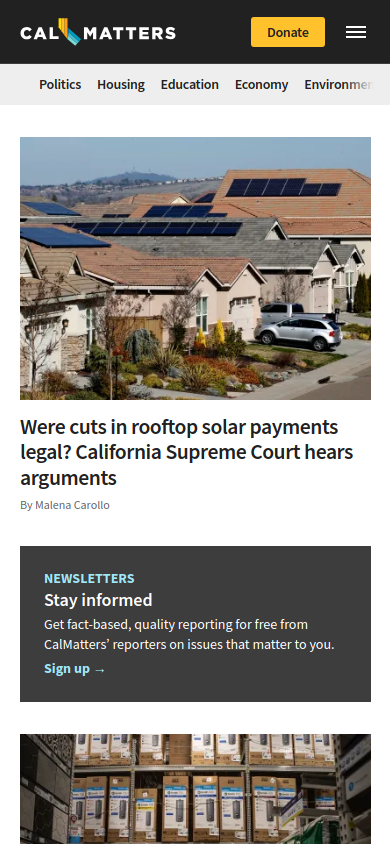 CAL MATTERS
Donate
Politics Housing Education Economy Environmen
Were cuts in rooftop solar payments
legal? California Supreme Court hears
arguments
By Malena Carollo
NEWSLETTERS
Stay informed
Get fact-based, quality reporting for free from
CalMatters’ reporters on issues that matter to you.
Sign up →